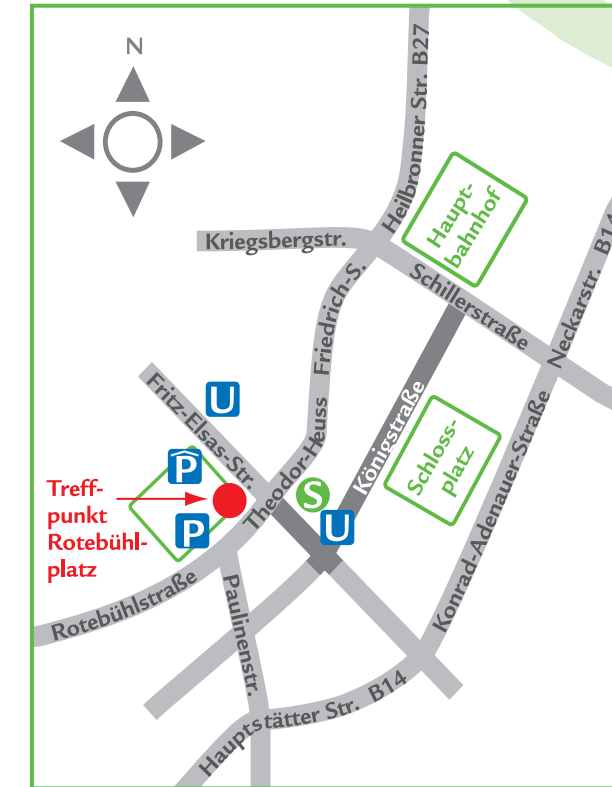 N
Heilbronner Str. B27
Haupt-
bahnhof
Kriegsbergstr.
Schillerstraße
Neckarstr. B14
Friedrich-S.
Fritz-Elsas-Str.
U
Königstraße
Schloss-
platz
Theodor-Heuss
P
S
Treff-
punkt
Rotebühl-
platz
P
U
Konrad-Adenauer-Straße
Rotebühlstraße
Paulinenstr.
Hauptstätter Str. B14